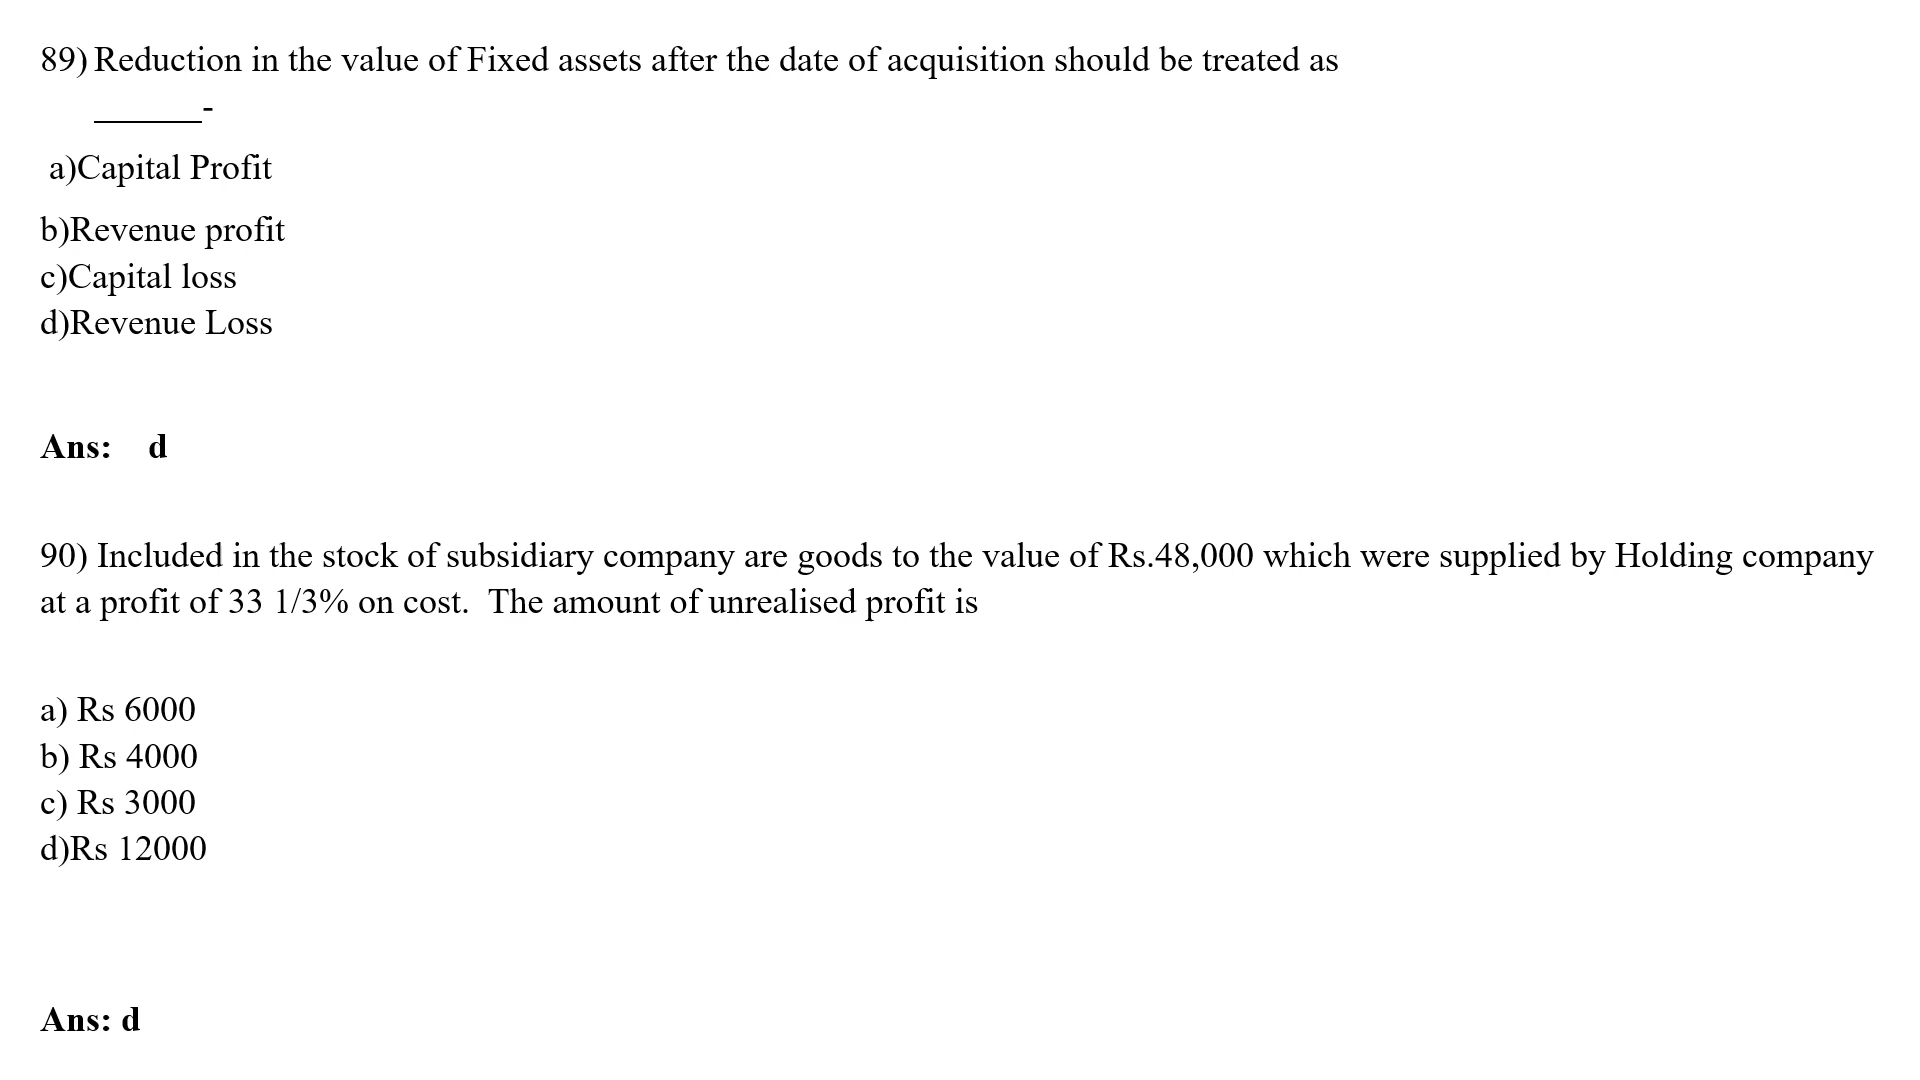 89) Reduction in the value of Fixed assets after the date of acquisition should be treated as
______-
a)Capital Profit
b)Revenue profit
c)Capital loss
d)Revenue Loss
Ans: d
90) Included in the stock of subsidiary company are goods to the value of Rs.48,000 which were supplied by Holding company
at a profit of 33 1/3% on cost. The amount of unrealised profit is
a) Rs 6000
b) Rs 4000
c) Rs 3000
d)Rs 12000
Ans: d